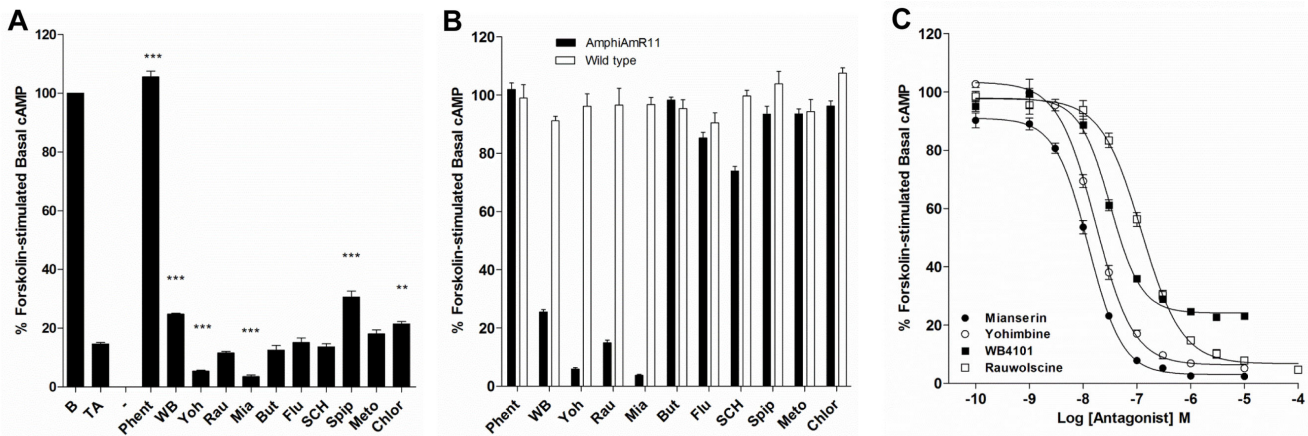 A
% Forskolin-stimulated Basal cAMP
120
100
80
60
40
20
0
***
***
***
***
***
**
B
TA
-
Phent
WB
Yoh
Rau
Mia
But
Flu
SCH
Spip
Meto
Chlor
B
AmphiAmR11
Wild type
% Forskolin-stimulated Basal cAMP
120
100
80
60
40
20
0
Phent
WB
Yoh
Rau
Mia
But
Flu
SCH
Spip
Meto
Chlor
C
% Forskolin-stimulated Basal cAMP
120
100
80
60
40
20
0
Mianserin
Yohimbine
WB4101
Rauwolscine
-10
-9
-8
-7
-6
-5
-4
Log [Antagonist] M